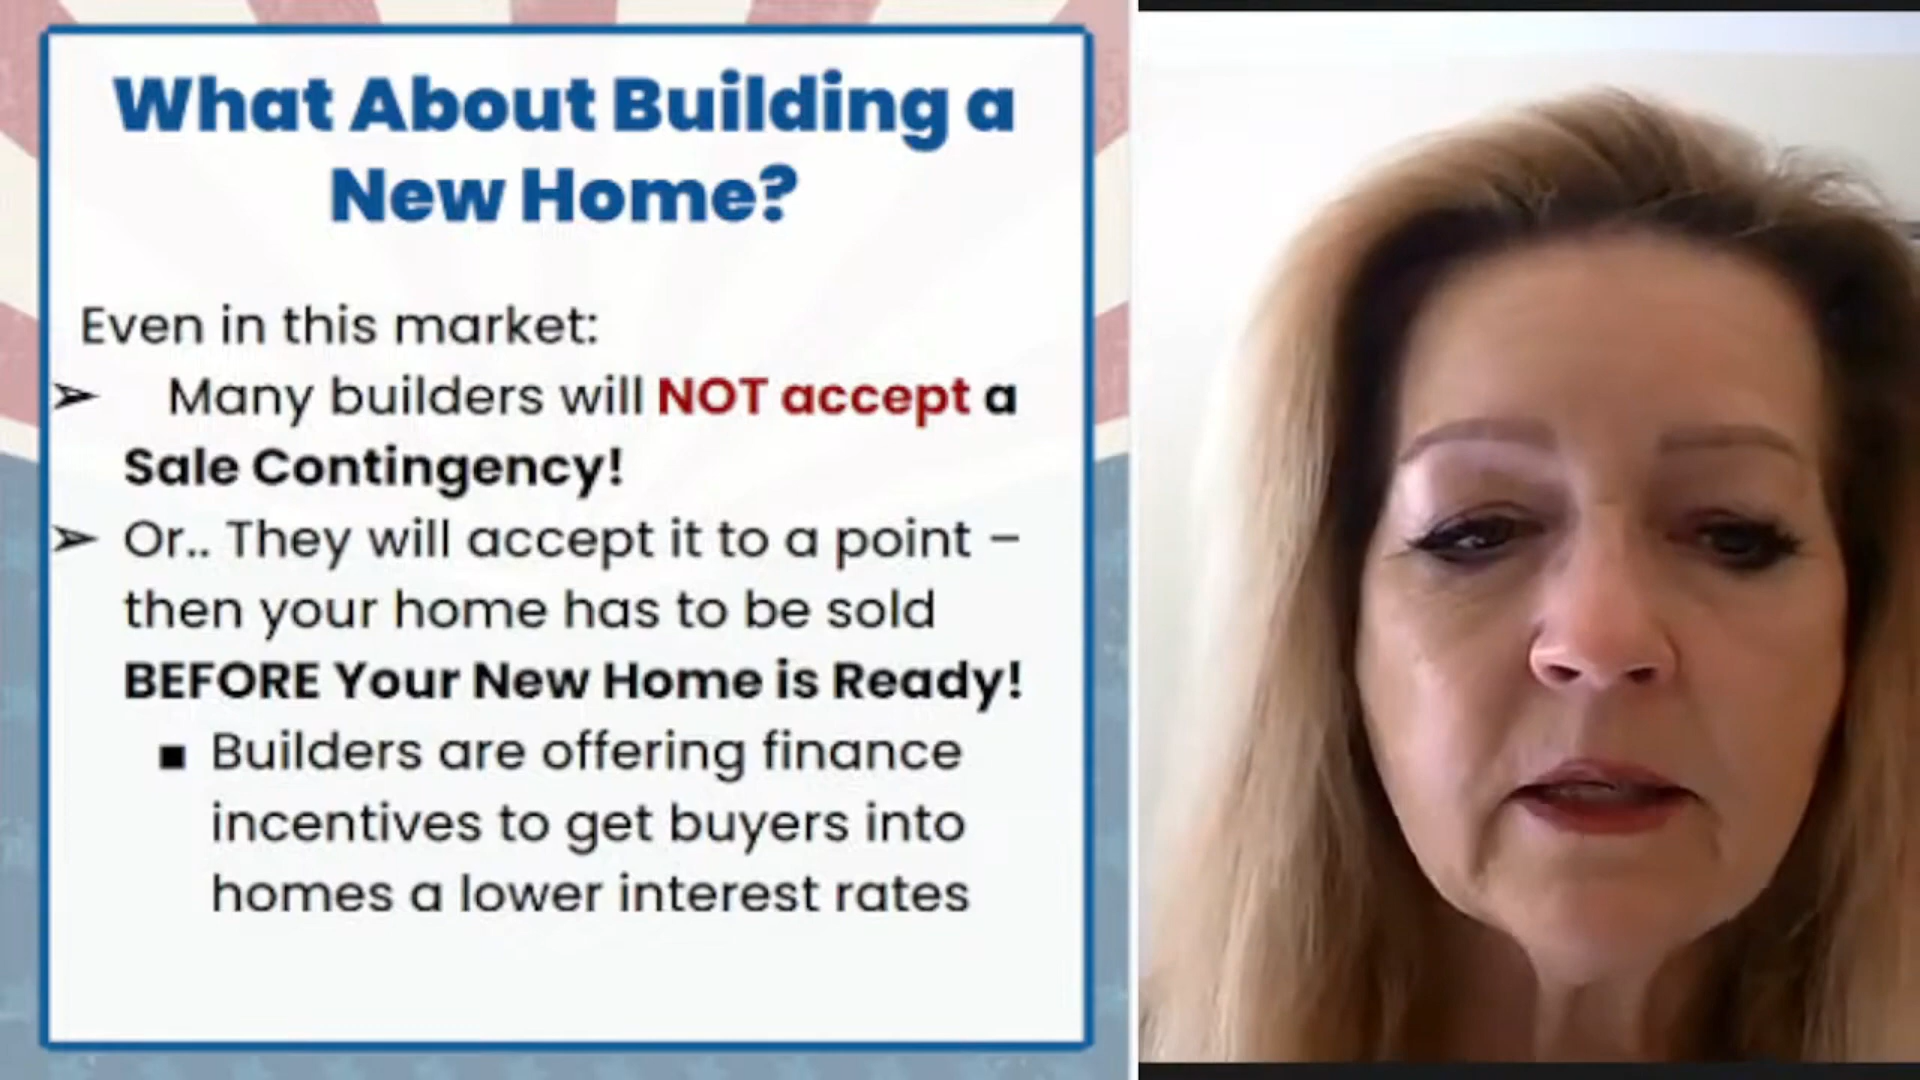 What About Building a
New Home?
Even in this market:
➢ Many builders will NOT accept a
Sale Contingency!
➢ Or.. They will accept it to a point –
then your home has to be sold
BEFORE Your New Home is Ready!
▪ Builders are offering finance
incentives to get buyers into
homes a lower interest rates